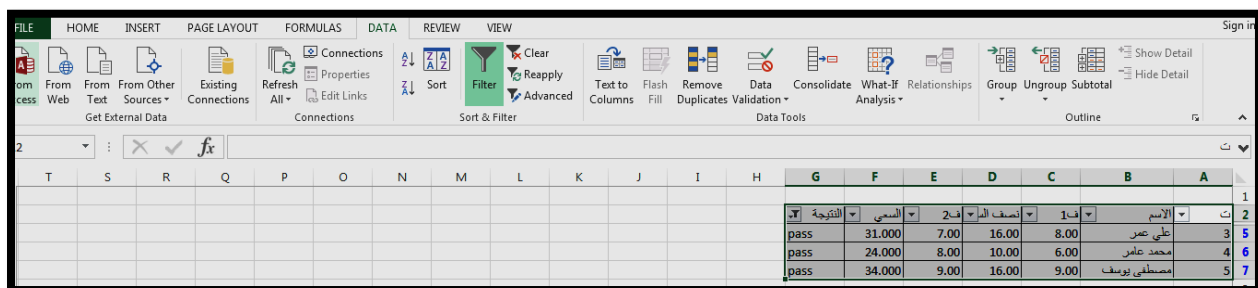 FILE HOME INSERT PAGE LAYOUT FORMULAS DATA REVIEW VIEW Sign in
Connections Clear Show Detail
Properties Reapply Hide Detail
Edit Links Advanced
From Web
From Text
From Other Sources
Existing Connections
Refresh All
Sort
Filter
Text to Columns
Flash Fill
Remove Duplicates
Data Validation
Consolidate
What-If Analysis
Relationships
Group
Ungroup
Subtotal
Get External Data Connections Sort & Filter Data Tools Outline
2 fx ت
T S R Q P O N M L K J I H G F E D C B A
1
ت الاسم ف1 نصف ف2 السعي النتيجة 2
3 علي عمر 8.00 16.00 7.00 31.000 pass 5
4 محمد عامر 6.00 10.00 8.00 24.000 pass 6
5 مصطفى يوسف 9.00 16.00 9.00 34.000 pass 7